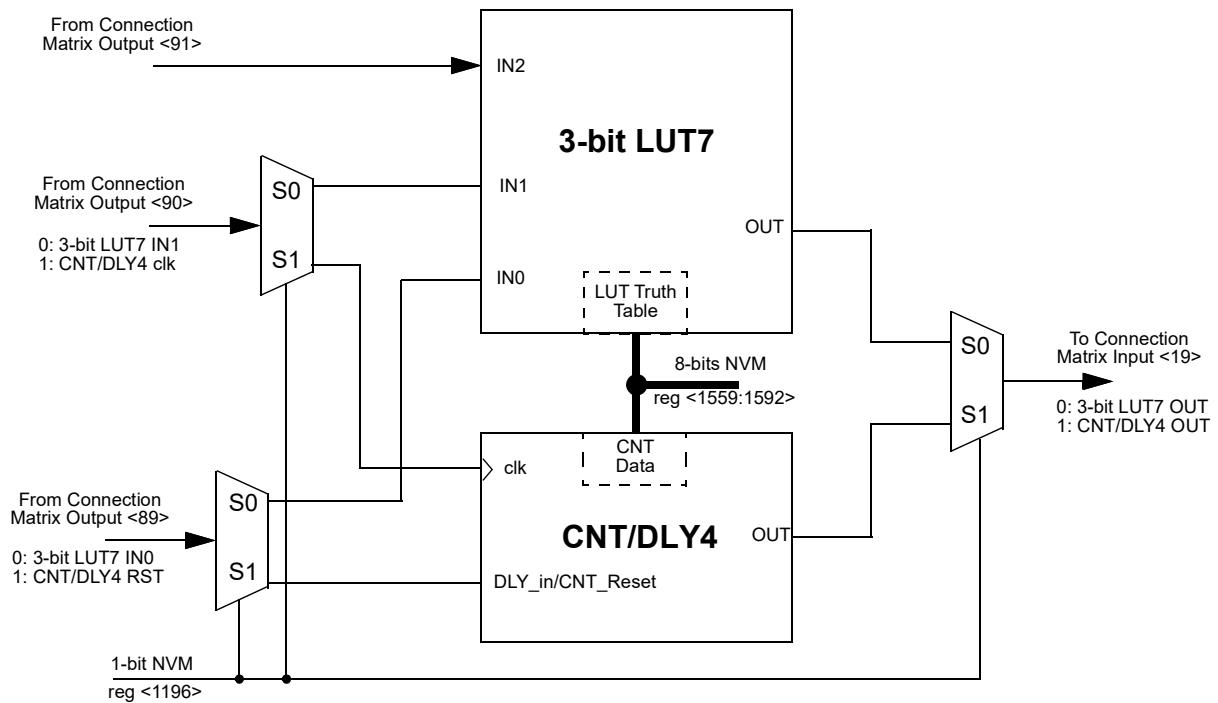 From Connection
Matrix Output <91>
IN2
3-bit LUT7
From Connection
Matrix Output <90>
S0
IN1
0: 3-bit LUT7 IN1
1: CNT/DLY4 clk
S1
OUT
IN0
LUT Truth
Table
S0
To Connection
Matrix Input <19>
8-bits NVM
reg <1559:1592>
0: 3-bit LUT7 OUT
1: CNT/DLY4 OUT
S1
CNT
Data
clk
From Connection
Matrix Output <89>
S0
CNT/DLY4
OUT
0: 3-bit LUT7 IN0
1: CNT/DLY4 RST
S1
DLY_in/CNT_Reset
1-bit NVM
reg <1196>